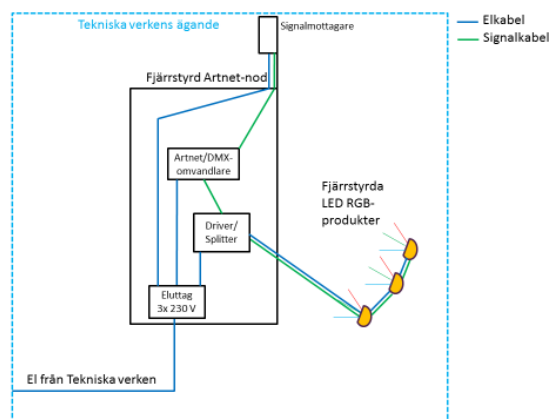 Tekniska verkens ägande
Signalmottagare
Elkabel
Signalkabel
Fjärrstyrd Artnet-nod
Artnet/DMX-
omvandlare
Driver/
Splitter
Fjärrstyrda
LED RGB-
produkter
Eluttag
3x 230 V
El från Tekniska verken